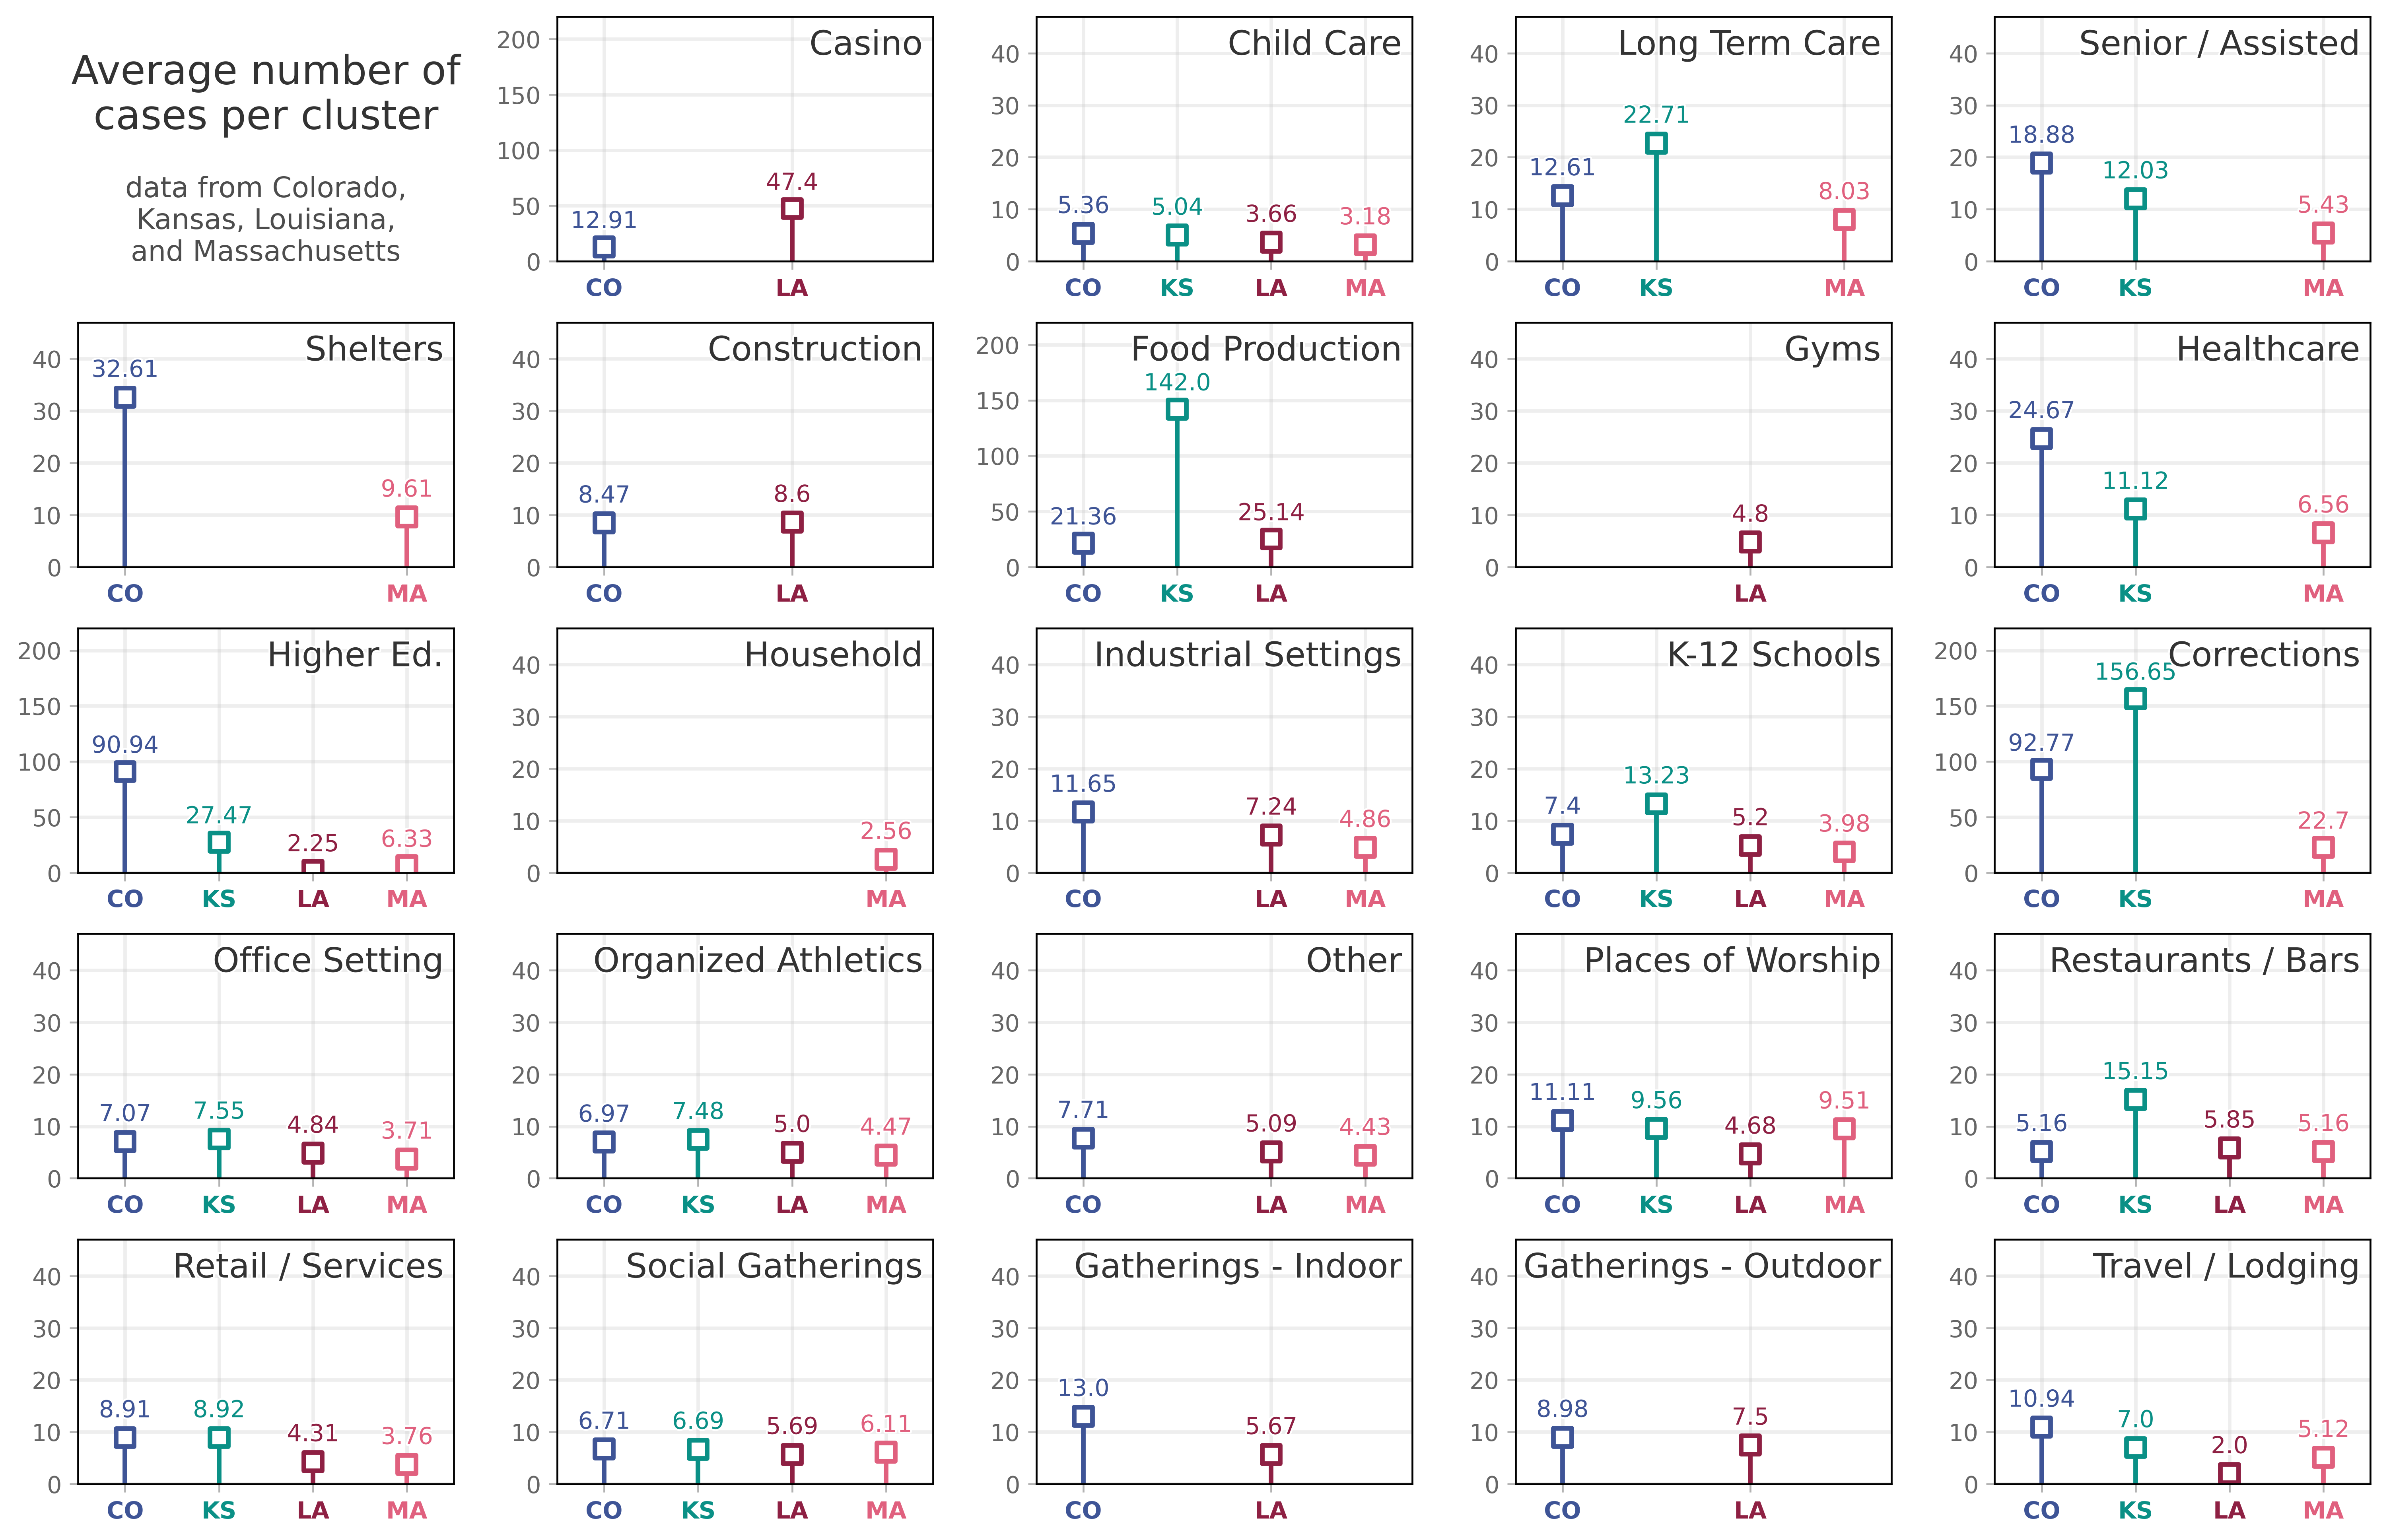 Average number of
cases per cluster
data from Colorado,
Kansas, Louisiana,
and Massachusetts
Casino
200
150
100
50
0
12.91
47.4
CO LA
Child Care
40
30
20
10
0
5.36 5.04 3.66 3.18
CO KS LA MA
Long Term Care
40
30
20
10
0
12.61 22.71 8.03
CO KS MA
Senior / Assisted
40
30
20
10
0
18.88 12.03 5.43
CO KS MA
Shelters
40
30
20
10
0
32.61 9.61
CO MA
Construction
40
30
20
10
0
8.47 8.6
CO LA
Food Production
200
150
100
50
0
21.36 142.0 25.14
CO KS LA
Gyms
40
30
20
10
0
4.8
LA
Healthcare
40
30
20
10
0
24.67 11.12 6.56
CO KS MA
Higher Ed.
200
150
100
50
0
90.94 27.47 2.25 6.33
CO KS LA MA
Household
40
30
20
10
0
2.56
MA
Industrial Settings
40
30
20
10
0
11.65 7.24 4.86
CO LA MA
K-12 Schools
40
30
20
10
0
7.4 13.23 5.2 3.98
CO KS LA MA
Corrections
200
150
100
50
0
92.77 156.65 22.7
CO KS MA
Office Setting
40
30
20
10
0
7.07 7.55 4.84 3.71
CO KS LA MA
Organized Athletics
40
30
20
10
0
6.97 7.48 5.0 4.47
CO KS LA MA
Other
40
30
20
10
0
7.71 5.09 4.43
CO LA MA
Places of Worship
40
30
20
10
0
11.11 9.56 4.68 9.51
CO KS LA MA
Restaurants / Bars
40
30
20
10
0
5.16 15.15 5.85 5.16
CO KS LA MA
Retail / Services
40
30
20
10
0
8.91 8.92 4.31 3.76
CO KS LA MA
Social Gatherings
40
30
20
10
0
6.71 6.69 5.69 6.11
CO KS LA MA
Gatherings - Indoor
40
30
20
10
0
13.0 5.67
CO LA
Gatherings - Outdoor
40
30
20
10
0
8.98 7.5
CO LA
Travel / Lodging
40
30
20
10
0
10.94 7.0 2.0 5.12
CO KS LA MA